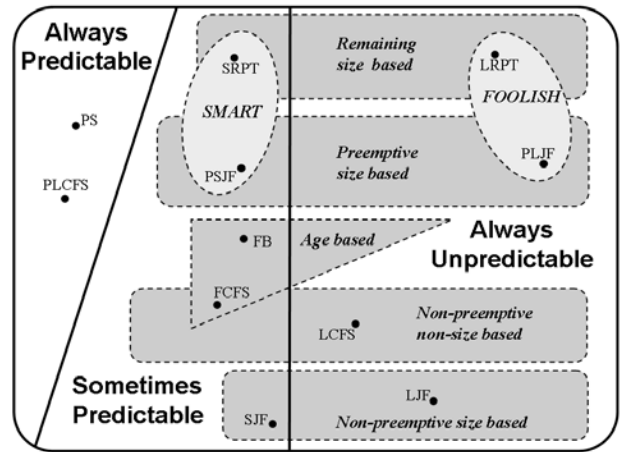 Always
Predictable
PS
PLCFS
Remaining
size based
SRPT
LRPT
SMART
FOOLISH
Preemptive
size based
PSJF
PLJF
FB
Age based
Always
Unpredictable
FCFS
LCFS
Non-preemptive
non-size based
Sometimes
Predictable
LJF
SJF
Non-preemptive size based